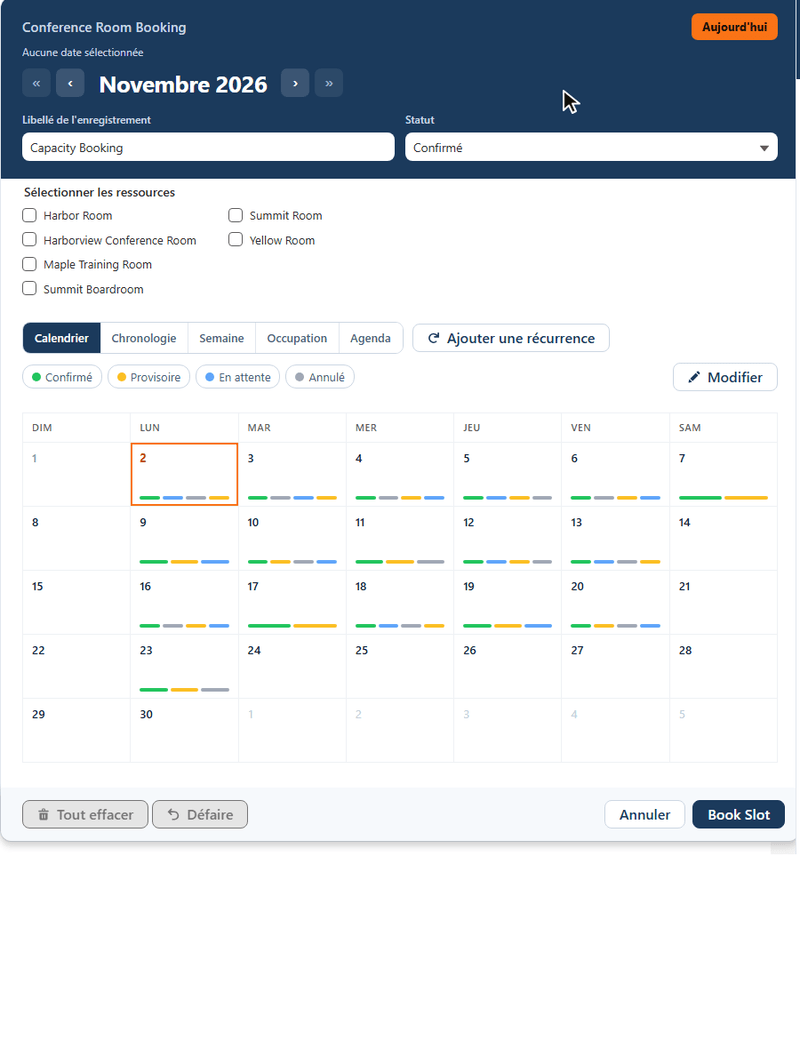 Conference Room Booking
Aujourd'hui
Aucune date sélectionnée
« ‹ Novembre 2026 › »
Libellé de l'enregistrement Statut
Capacity Booking Confirmé
Sélectionner les ressources
Harbor Room Summit Room
Harborview Conference Room Yellow Room
Maple Training Room
Summit Boardroom
Calendrier Chronologie Semaine Occupation Agenda Ajouter une récurrence
Confirmé Provisoire En attente Annulé Modifier
DIM LUN MAR MER JEU VEN SAM
1 2 3 4 5 6 7
8 9 10 11 12 13 14
15 16 17 18 19 20 21
22 23 24 25 26 27 28
29 30 1 2 3 4 5
Tout effacer Défaire Annuler Book Slot